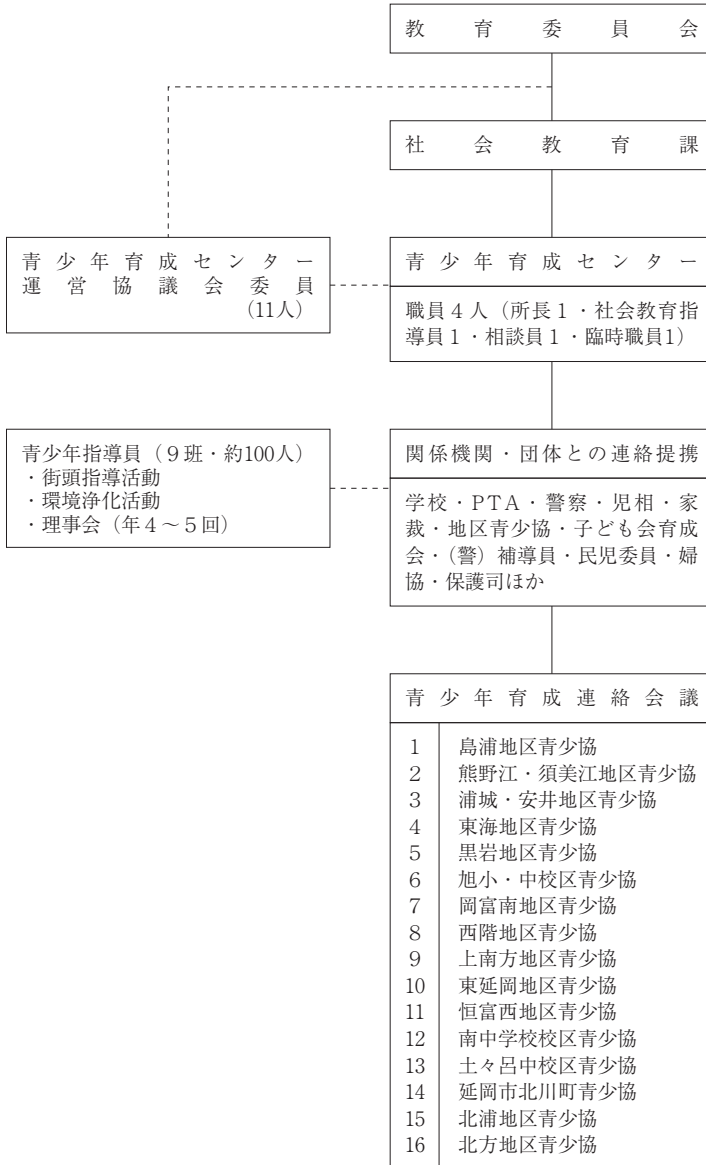 教育委員会
社会教育課
青少年育成センター
運営協議会委員
(11人)
青少年育成センター
職員4人（所長1・社会教育指
導員1・相談員1・臨時職員1）
青少年指導員（9班・約100人）
・街頭指導活動
・環境浄化活動
・理事会（年4～5回）
関係機関・団体との連絡提携
学校・PTA・警察・児相・家
裁・地区青少協・子ども会育成
会・（警）補導員・民児委員・婦
協・保護司ほか
青少年育成連絡会議
1 島浦地区青少協
2 熊野江・須美江地区青少協
3 浦城・安井地区青少協
4 東海地区青少協
5 黒岩地区青少協
6 旭小・中校区青少協
7 岡富南地区青少協
8 西階地区青少協
9 上南方地区青少協
10 東延岡地区青少協
11 恒富西地区青少協
12 南中学校校区青少協
13 土々呂中校区青少協
14 延岡市北川町青少協
15 北浦地区青少協
16 北方地区青少協